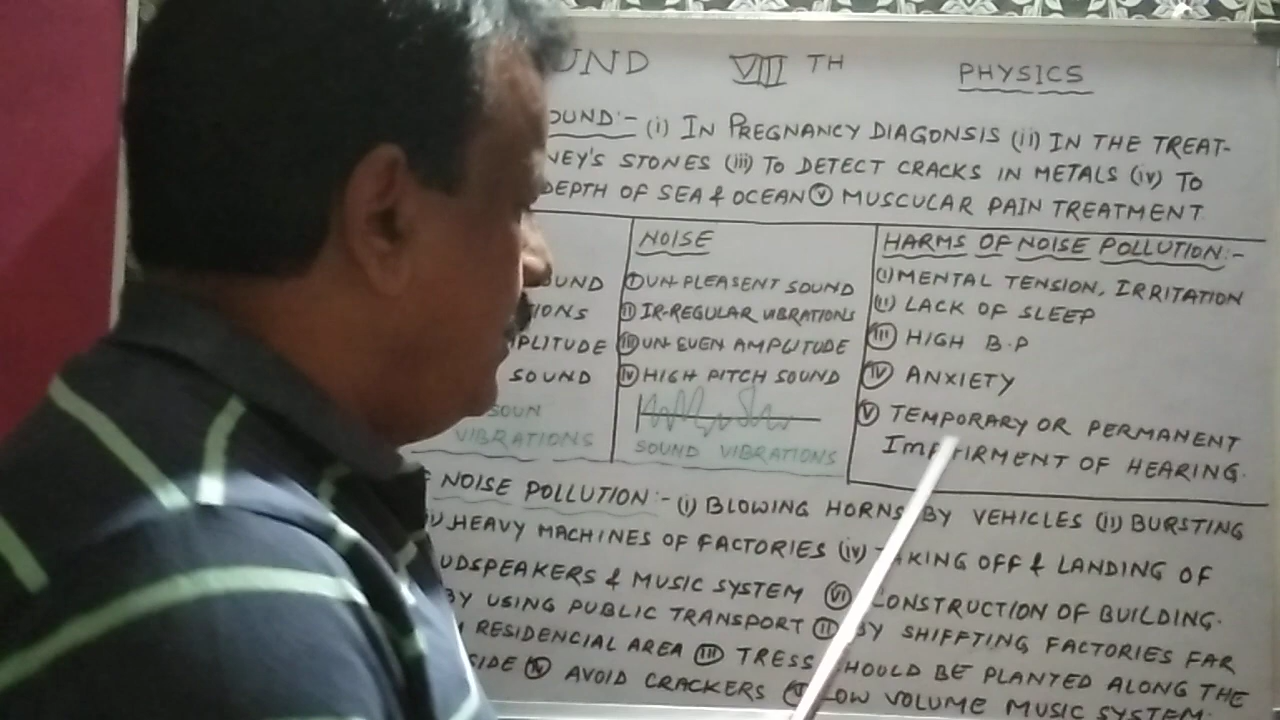 UND VIII TH PHYSICS
OUND:- (i) IN PREGNANCY DIAGONSIS (ii) IN THE TREAT-
NEY'S STONES (iii) TO DETECT CRACKS IN METALS (iv) TO
DEPTH OF SEA & OCEAN (V) MUSCULAR PAIN TREATMENT
OUND
IONS
PLITUDE
SOUND
SOUN
VIBRATIONS
NOISE
(I) UN-PLEASENT SOUND
(II) IR-REGULAR VIBRATIONS
(III) UN-EVEN AMPLITUDE
(IV) HIGH PITCH SOUND
SOUND VIBRATIONS
HARMS OF NOISE POLLUTION:-
(I) MENTAL TENSION, IRRITATION
(II) LACK OF SLEEP
(III) HIGH B.P
(IV) ANXIETY
(V) TEMPORARY OR PERMANENT
IMPAIRMENT OF HEARING.
NOISE POLLUTION:- (i) BLOWING HORNS BY VEHICLES (ii) BURSTING
HEAVY MACHINES OF FACTORIES (iv) TAKING OFF & LANDING OF
UDSPEAKERS & MUSIC SYSTEM (VI) CONSTRUCTION OF BUILDING.
BY USING PUBLIC TRANSPORT (II) BY SHIFFTING FACTORIES FAR
RESIDENCIAL AREA (III) TRESS SHOULD BE PLANTED ALONG THE
SIDE (IV) AVOID CRACKERS (V) LOW VOLUME MUSIC SYSTEM.